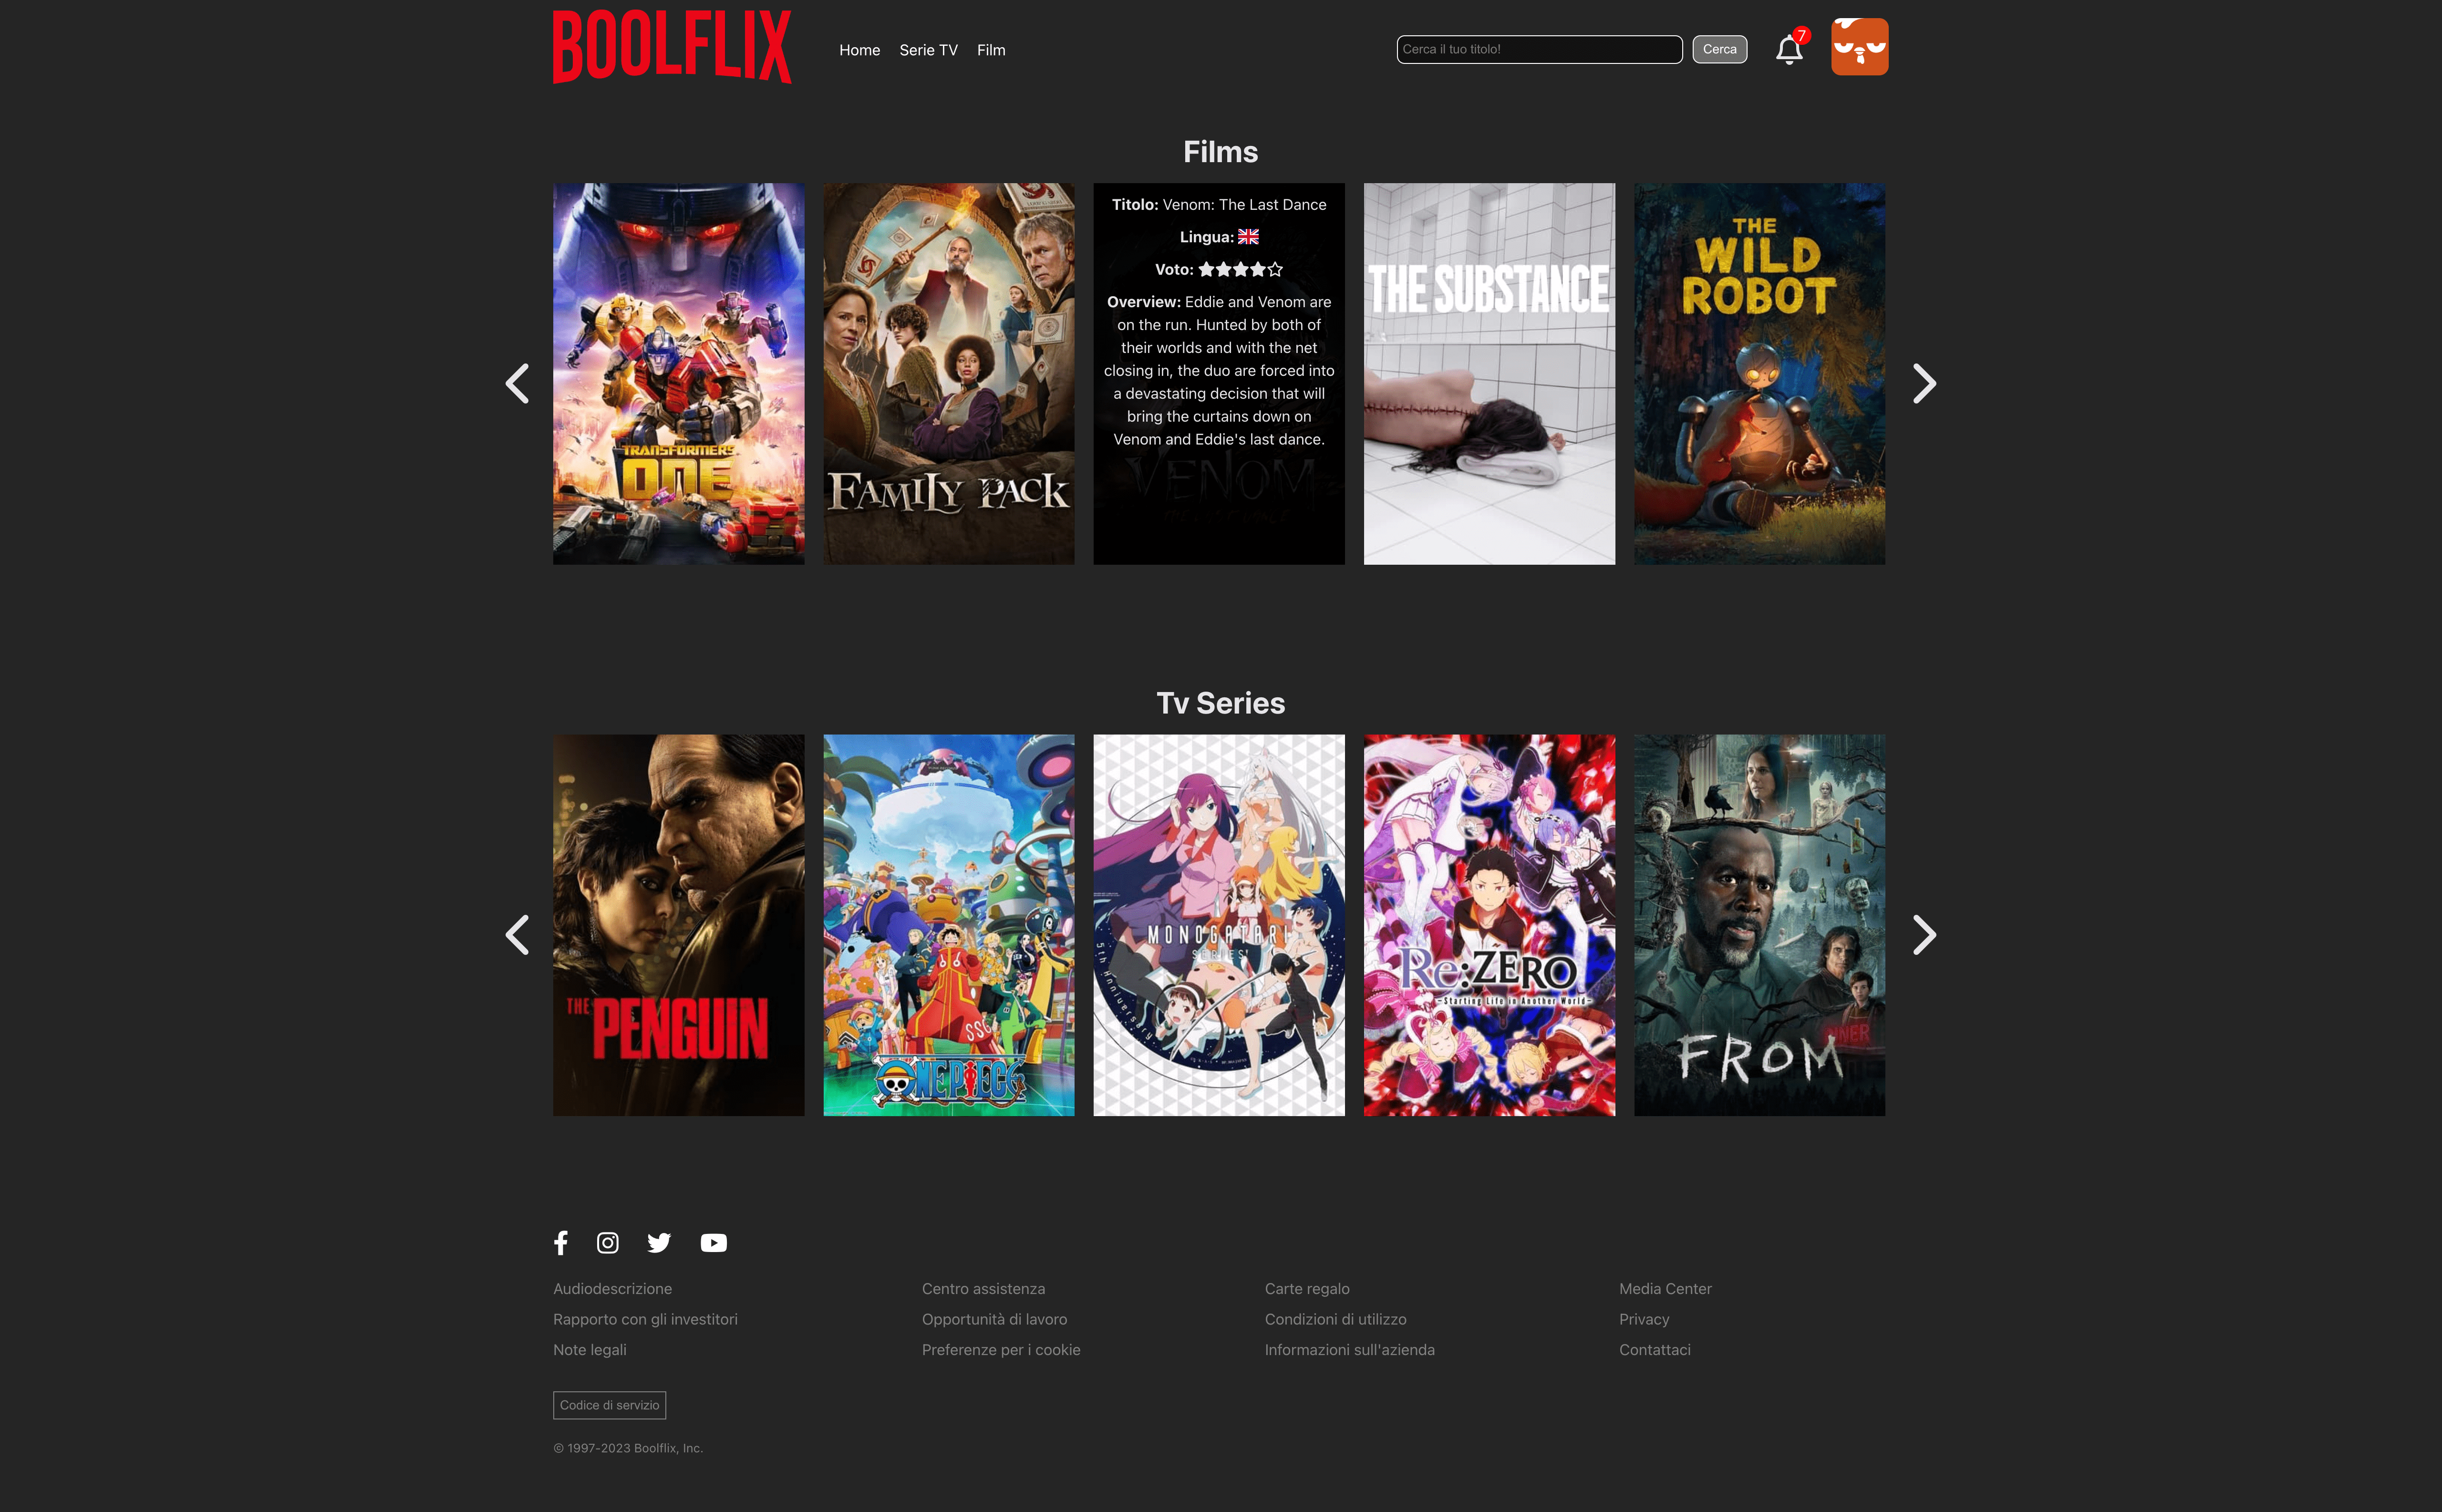 BOOLFLIX
Home Serie TV Film
Cerca il tuo titolo!
Cerca
7
Films
TRANSFORMERS
ONE
FAMILY PACK
Titolo: Venom: The Last Dance
Lingua:
Voto:
Overview: Eddie and Venom are
on the run. Hunted by both of
their worlds and with the net
closing in, the duo are forced into
a devastating decision that will
bring the curtains down on
Venom and Eddie's last dance.
VENOM
THE SUBSTANCE
THE
WILD
ROBOT
Tv Series
THE
PENGUIN
SSG
ONE PIECE
MONOGATARI
SERIES
5th Anniversary
Re:ZERO
-Starting Life in Another World-
FROM
Audiodescrizione
Rapporto con gli investitori
Note legali
Centro assistenza
Opportunità di lavoro
Preferenze per i cookie
Carte regalo
Condizioni di utilizzo
Informazioni sull'azienda
Media Center
Privacy
Contattaci
Codice di servizio
© 1997-2023 Boolflix, Inc.